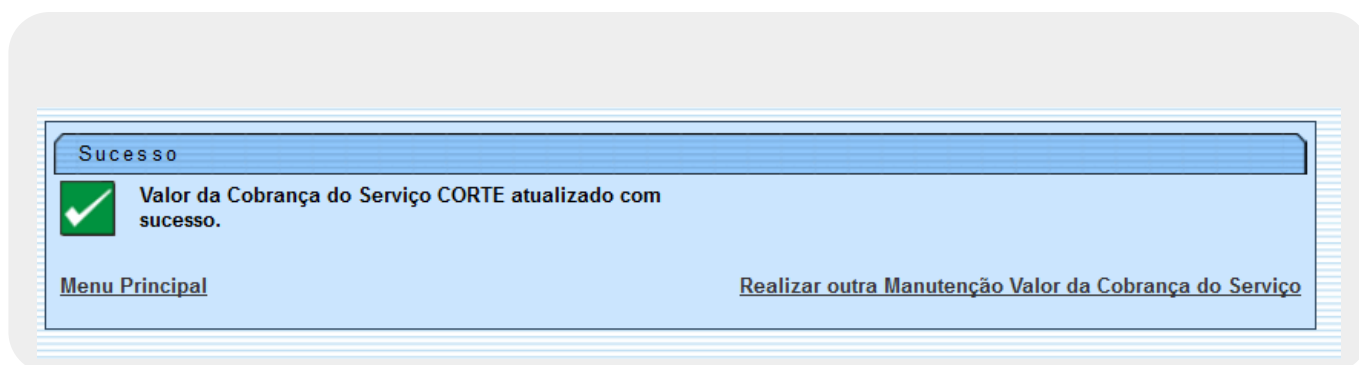 Sucesso
Valor da Cobrança do Serviço CORTE atualizado com
sucesso.
Menu Principal
Realizar outra Manutenção Valor da Cobrança do Serviço